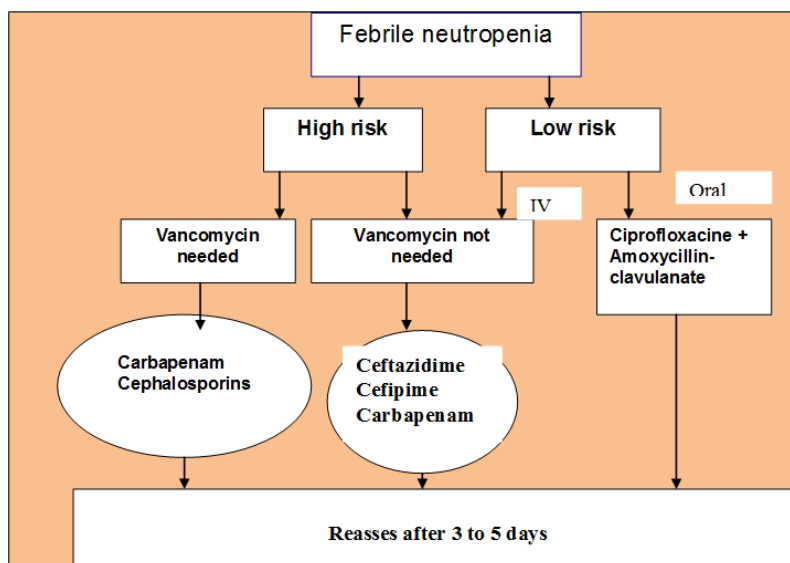 Febrile neutropenia
High risk
Low risk
IV
Oral
Vancomycin
needed
Vancomycin not
needed
Ciprofloxacine +
Amoxycillin-
clavulanate
Carbapenam
Cephalosporins
Ceftazidime
Cefipime
Carbapenam
Reasses after 3 to 5 days